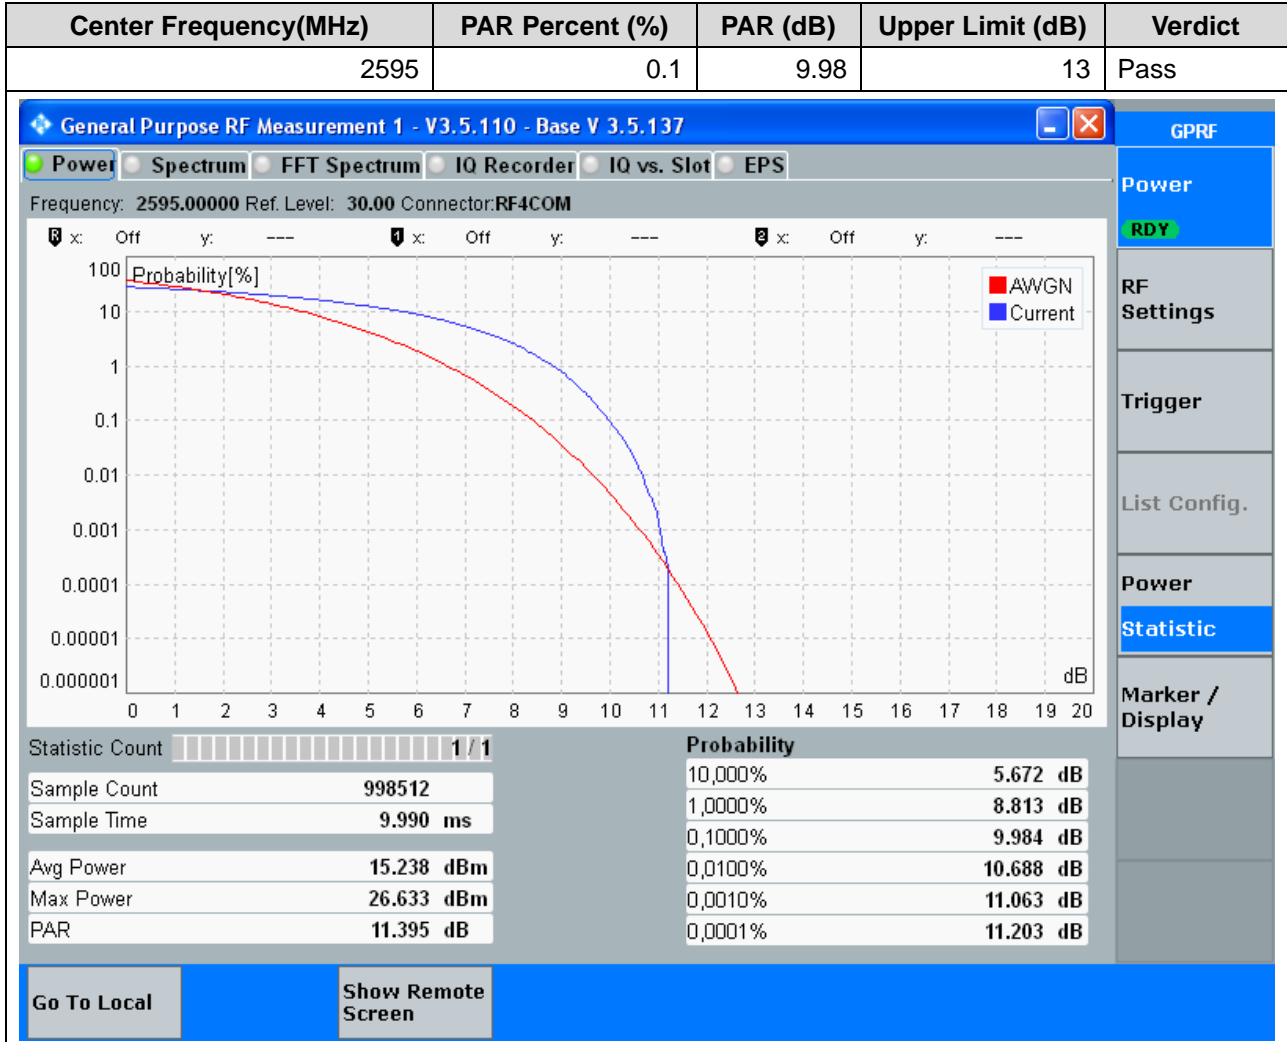 Center Frequency(MHz) PAR Percent (%) PAR (dB) Upper Limit (dB) Verdict
2595 0.1 9.98 13 Pass
General Purpose RF Measurement 1 - V3.5.110 - Base V 3.5.137
GPRF
Power Spectrum FFT Spectrum IQ Recorder IQ vs. Slot EPS
Power
RDY
Frequency: 2595.00000 Ref. Level: 30.00 Connector:RF4COM
R x: Off y: --- 1 x: Off y: --- 2 x: Off y: ---
Probability[%]
AWGN
Current
100
10
1
0.1
0.01
0.001
0.0001
0.00001
0.000001
dB
0 1 2 3 4 5 6 7 8 9 10 11 12 13 14 15 16 17 18 19 20
RF
Settings
Trigger
List Config.
Power
Statistic
Marker /
Display
Statistic Count 1 / 1
Sample Count 998512
Sample Time 9.990 ms
Avg Power 15.238 dBm
Max Power 26.633 dBm
PAR 11.395 dB
Probability
10,000% 5.672 dB
1,0000% 8.813 dB
0,1000% 9.984 dB
0,0100% 10.688 dB
0,0010% 11.063 dB
0,0001% 11.203 dB
Go To Local
Show Remote
Screen